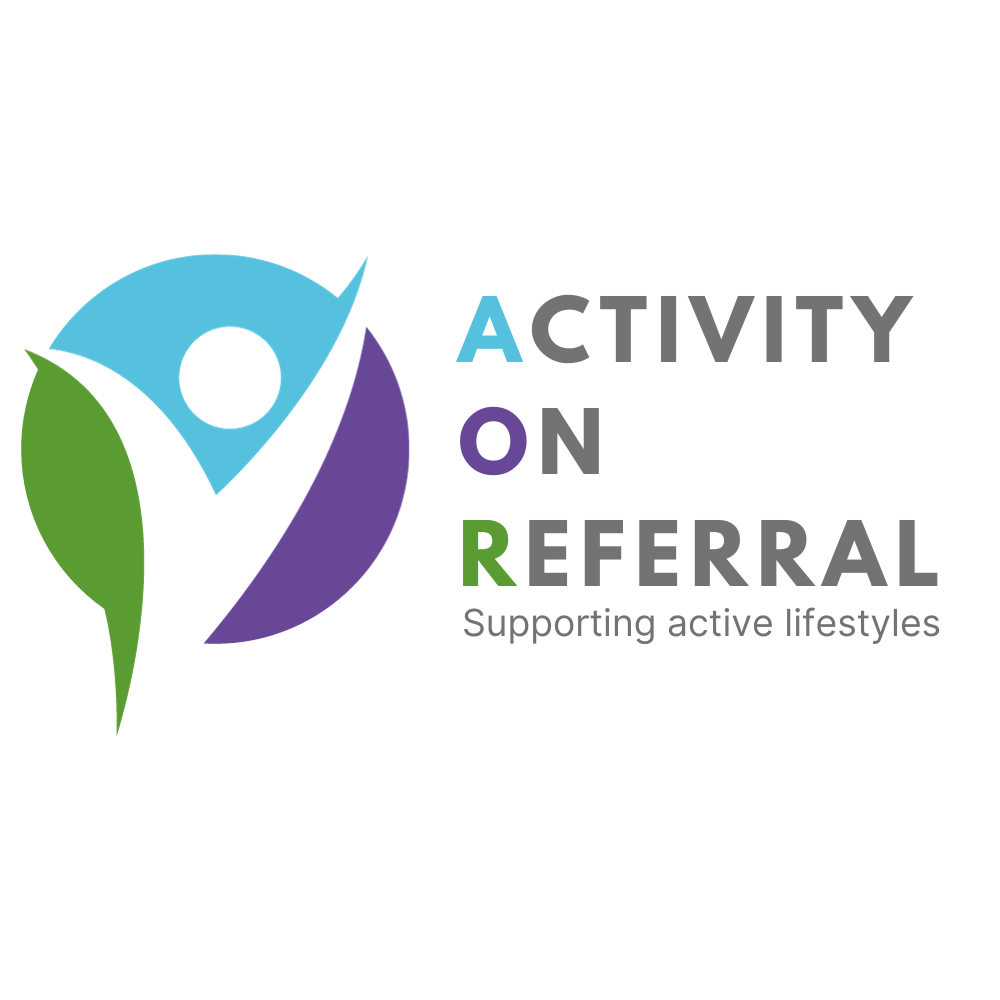 ACTIVITY
ON
REFERRAL
Supporting active lifestyles